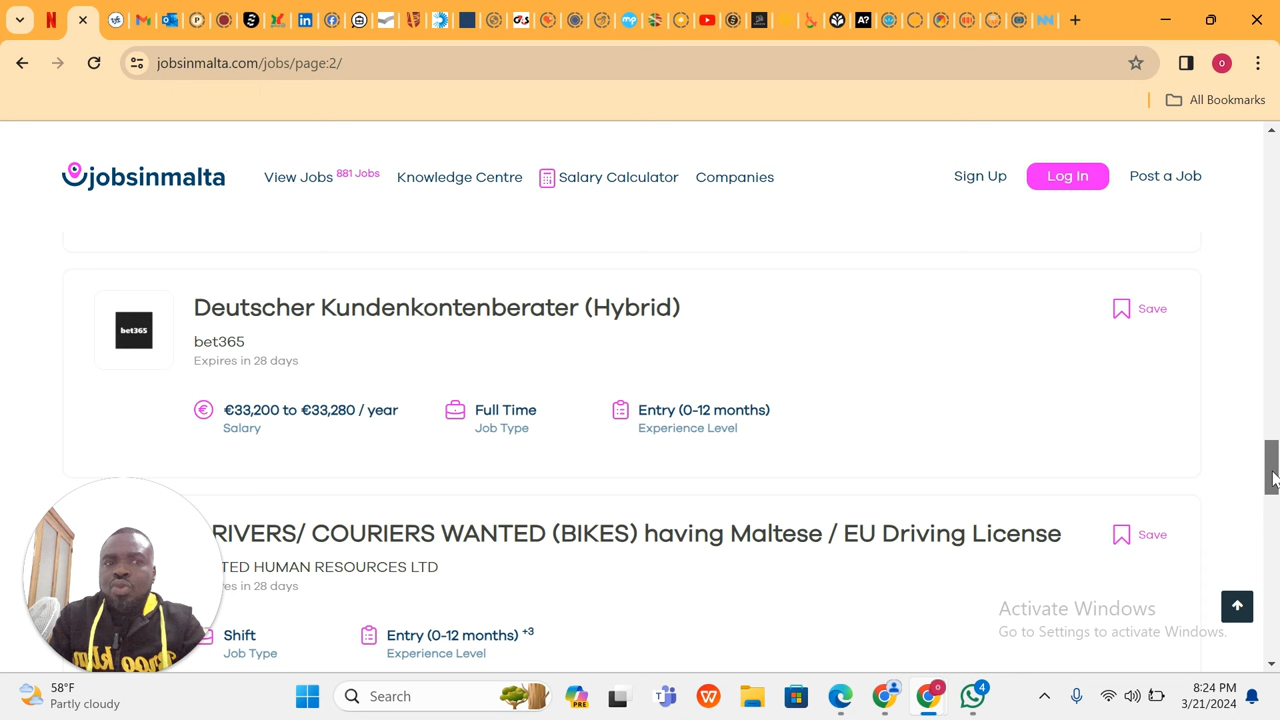 jobsinmalta.com/jobs/page:2/
All Bookmarks
jobsinmalta
View Jobs 881 Jobs
Knowledge Centre
Salary Calculator
Companies
Sign Up
Log In
Post a Job
bet365
Deutscher Kundenkontenberater (Hybrid)
Save
bet365
Expires in 28 days
€33,200 to €33,280 / year
Salary
Full Time
Job Type
Entry (0-12 months)
Experience Level
RIVERS/ COURIERS WANTED (BIKES) having Maltese / EU Driving License
Save
TED HUMAN RESOURCES LTD
es in 28 days
Shift
Job Type
Entry (0-12 months) +3
Experience Level
Activate Windows
Go to Settings to activate Windows.
58°F
Partly cloudy
Search
PRE
4
8:24 PM
3/21/2024